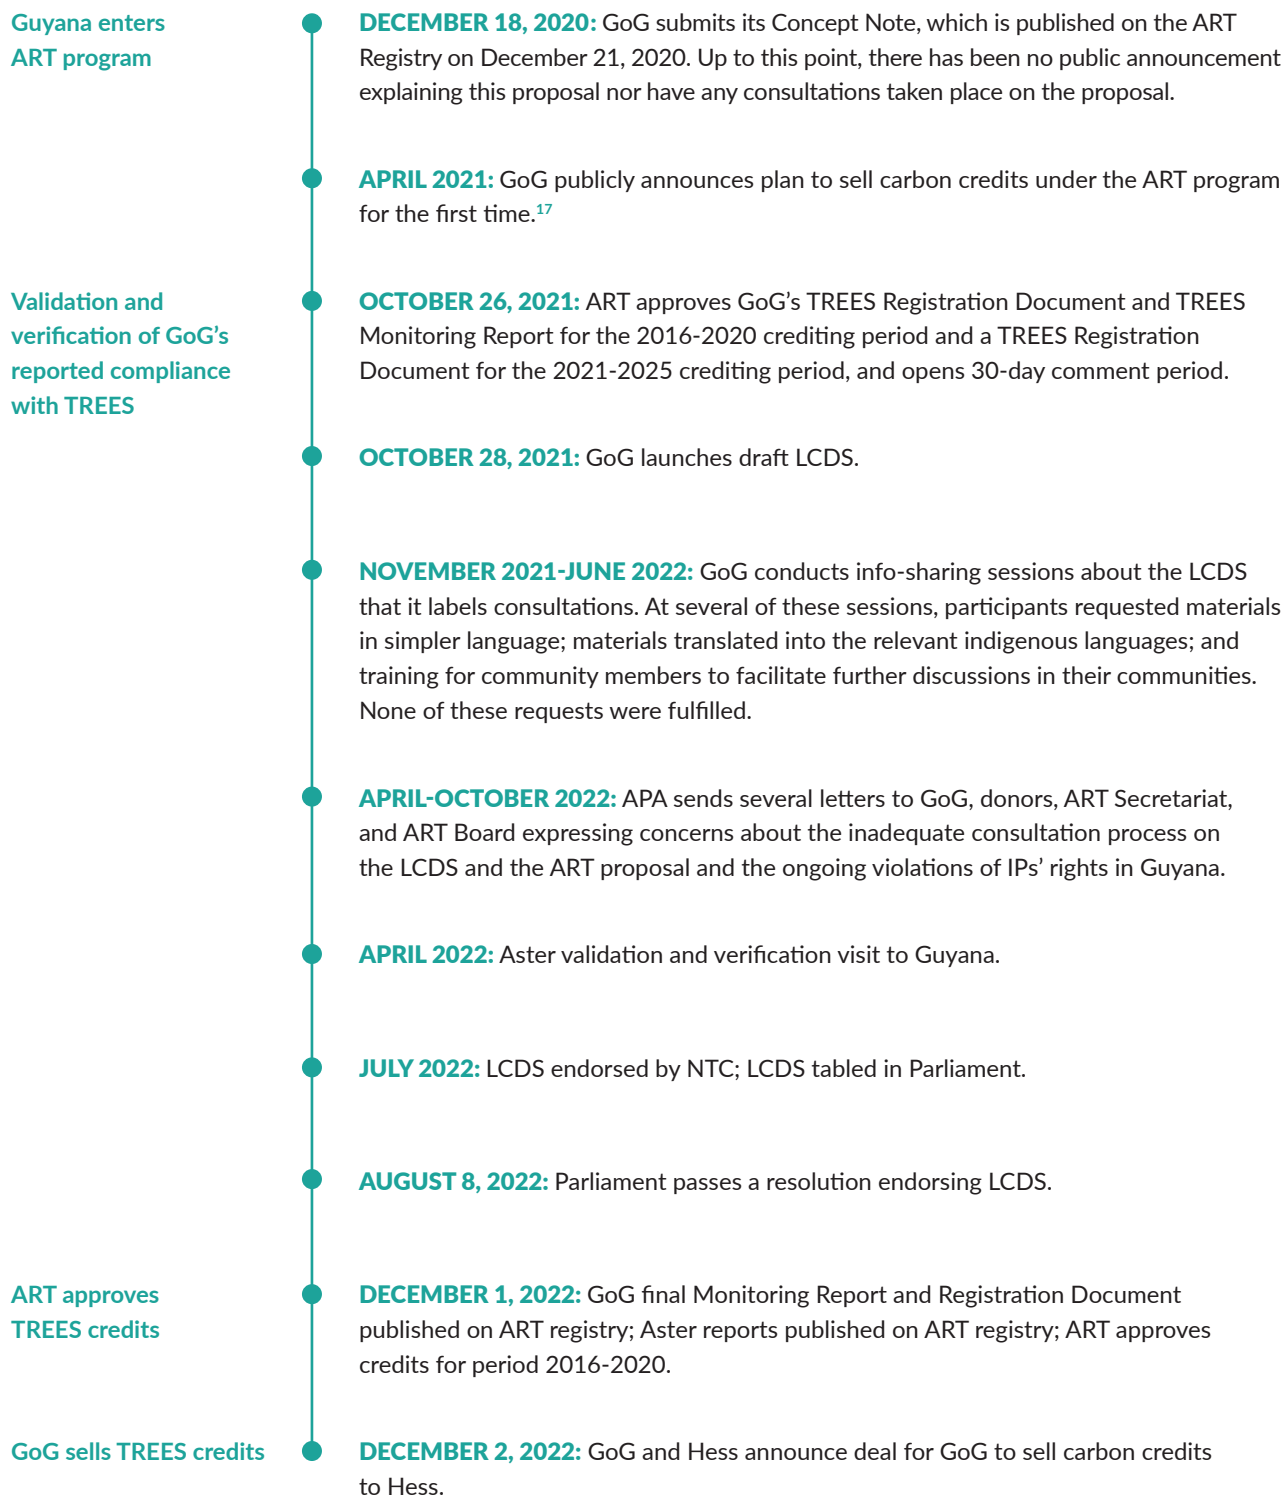 Guyana enters
ART program
DECEMBER 18, 2020: GoG submits its Concept Note, which is published on the ART
Registry on December 21, 2020. Up to this point, there has been no public announcement
explaining this proposal nor have any consultations taken place on the proposal.
APRIL 2021: GoG publicly announces plan to sell carbon credits under the ART program
for the first time.17
Validation and
verification of GoG’s
reported compliance
with TREES
OCTOBER 26, 2021: ART approves GoG’s TREES Registration Document and TREES
Monitoring Report for the 2016-2020 crediting period and a TREES Registration
Document for the 2021-2025 crediting period, and opens 30-day comment period.
OCTOBER 28, 2021: GoG launches draft LCDS.
NOVEMBER 2021-JUNE 2022: GoG conducts info-sharing sessions about the LCDS
that it labels consultations. At several of these sessions, participants requested materials
in simpler language; materials translated into the relevant indigenous languages; and
training for community members to facilitate further discussions in their communities.
None of these requests were fulfilled.
APRIL-OCTOBER 2022: APA sends several letters to GoG, donors, ART Secretariat,
and ART Board expressing concerns about the inadequate consultation process on
the LCDS and the ART proposal and the ongoing violations of IPs’ rights in Guyana.
APRIL 2022: Aster validation and verification visit to Guyana.
JULY 2022: LCDS endorsed by NTC; LCDS tabled in Parliament.
AUGUST 8, 2022: Parliament passes a resolution endorsing LCDS.
ART approves
TREES credits
DECEMBER 1, 2022: GoG final Monitoring Report and Registration Document
published on ART registry; Aster reports published on ART registry; ART approves
credits for period 2016-2020.
GoG sells TREES credits
DECEMBER 2, 2022: GoG and Hess announce deal for GoG to sell carbon credits
to Hess.